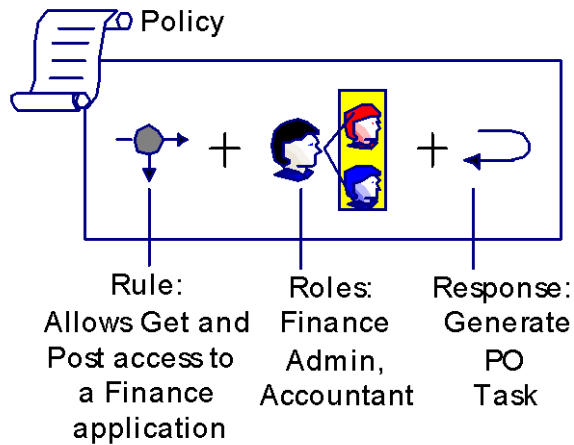 Policy
+
+
Rule:
Allows Get and
Post access to
a Finance
application
Roles:
Finance
Admin,
Accountant
Response:
Generate
PO
Task